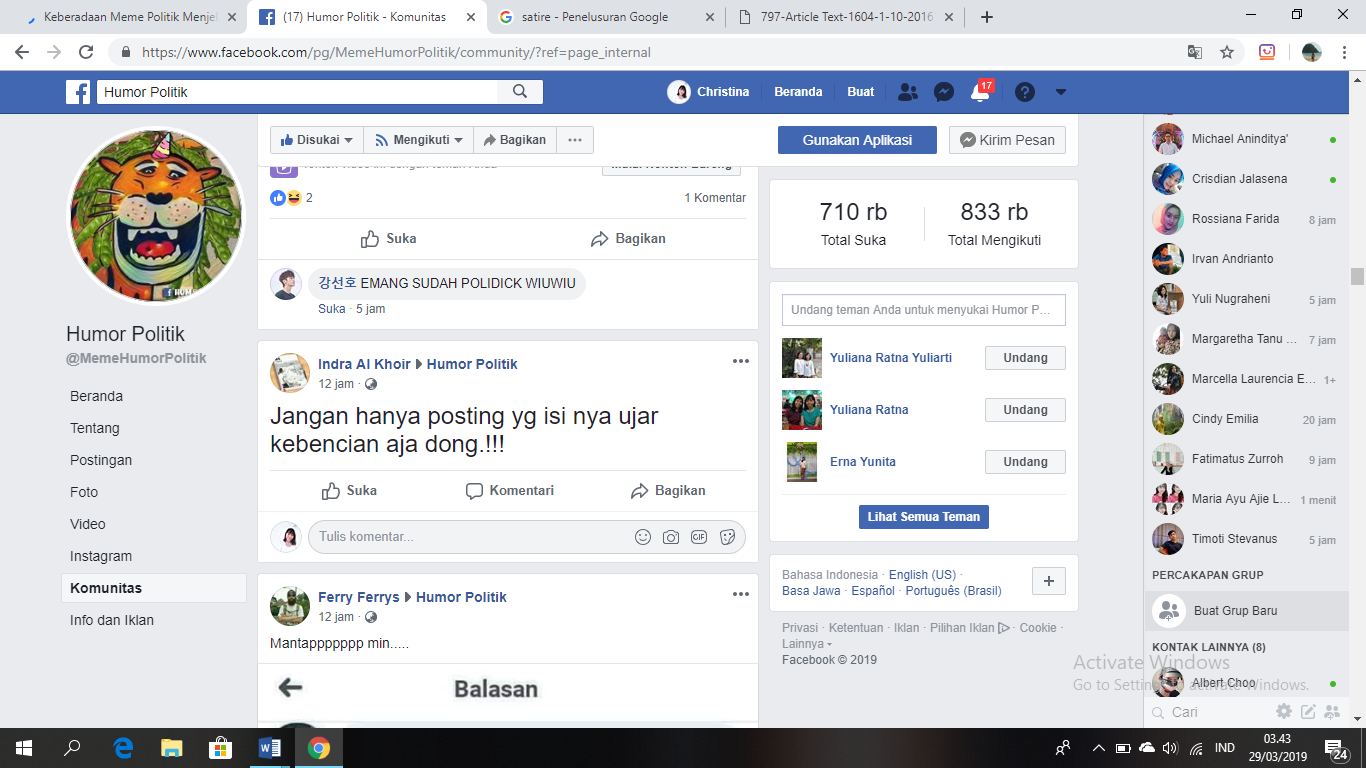 Keberadaan Meme Politik Menjel
(17) Humor Politik - Komunitas
satire - Penelusuran Google
797-Article Text-1604-1-10-2016
https://www.facebook.com/pg/MemeHumorPolitik/community/?ref=page_internal
Humor Politik
Christina
Beranda
Buat
17
Humor Politik
@MemeHumorPolitik
Beranda
Tentang
Postingan
Foto
Video
Instagram
Komunitas
Info dan Iklan
Disukai
Mengikuti
Bagikan
Gunakan Aplikasi
Kirim Pesan
2
1 Komentar
Suka
Bagikan
강선호 EMANG SUDAH POLIDICK WIUWIU
Suka · 5 jam
Indra Al Khoir Humor Politik
12 jam ·
Jangan hanya posting yg isi nya ujar
kebencian aja dong.!!!
Suka
Komentari
Bagikan
Tulis komentar...
GIF
Ferry Ferrys Humor Politik
12 jam ·
Mantappppppp min.....
Balasan
710 rb
Total Suka
833 rb
Total Mengikuti
Undang teman Anda untuk menyukai Humor P...
Yuliana Ratna Yuliarti
Undang
Yuliana Ratna
Undang
Erna Yunita
Undang
Lihat Semua Teman
Bahasa Indonesia · English (US) ·
Basa Jawa · Español · Português (Brasil)
Privasi · Ketentuan · Iklan · Pilihan Iklan · Cookie ·
Lainnya
Facebook © 2019
Michael Aninditya'
Crisdian Jalasena
Rossiana Farida 8 jam
Irvan Andrianto
Yuli Nugraheni 5 jam
Margaretha Tanu ... 7 jam
Marcella Laurencia E... 1+
Cindy Emilia 20 jam
Fatimatus Zurroh 9 jam
Maria Ayu Ajie L... 1 menit
Timoti Stevanus 5 jam
PERCAKAPAN GRUP
Buat Grup Baru
KONTAK LAINNYA (8)
Albert Choo
Cari
Activate Windows
Go to Settings to activate Windows.
IND
03.43
29/03/2019
24